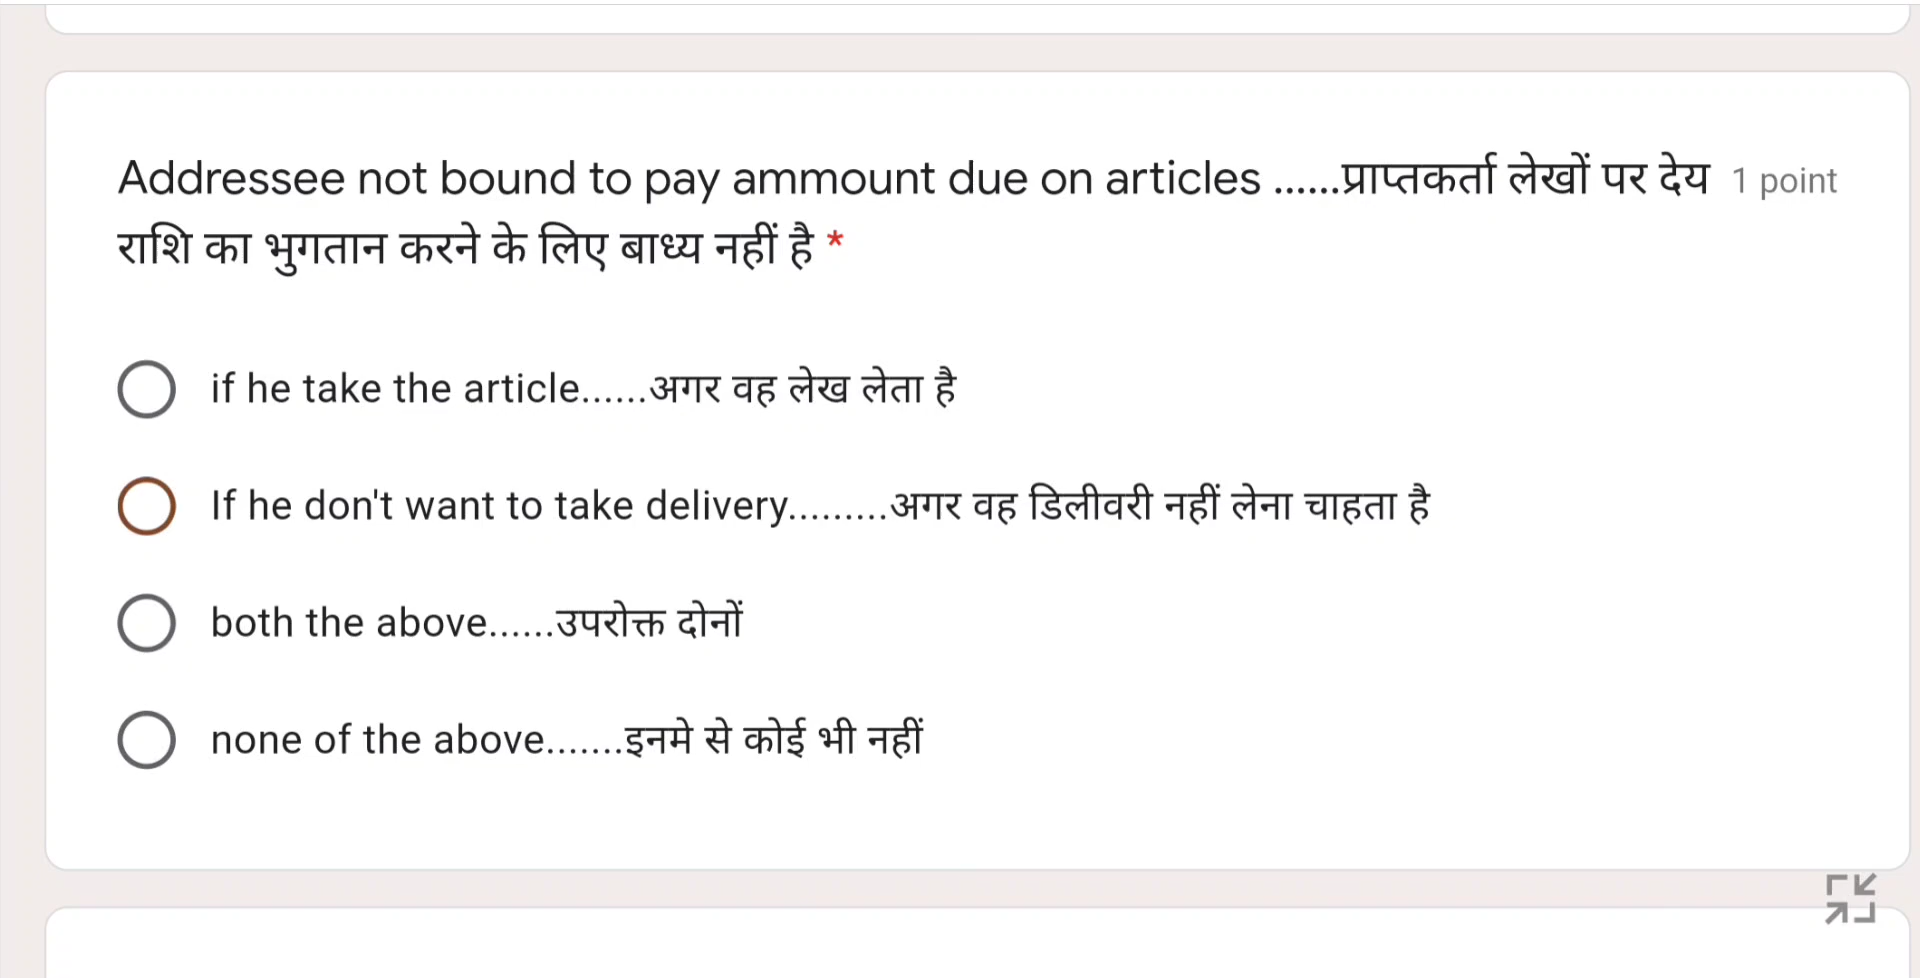 Addressee not bound to pay ammount due on articles ......प्राप्तकर्ता लेखों पर देय 1 point
राशि का भुगतान करने के लिए बाध्य नहीं है *
if he take the article......अगर वह लेख लेता है
If he don't want to take delivery.........अगर वह डिलीवरी नहीं लेना चाहता है
both the above......उपरोक्त दोनों
none of the above.......इनमे से कोई भी नहीं